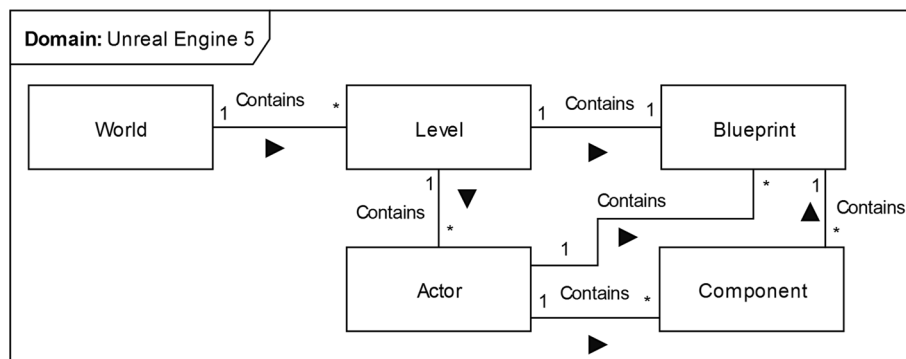 Domain: Unreal Engine 5
World
1
Contains
*
Level
1
Contains
1
Blueprint
1
Contains
*
1
Contains
*
1
Contains
*
Actor
1
Contains
*
Component